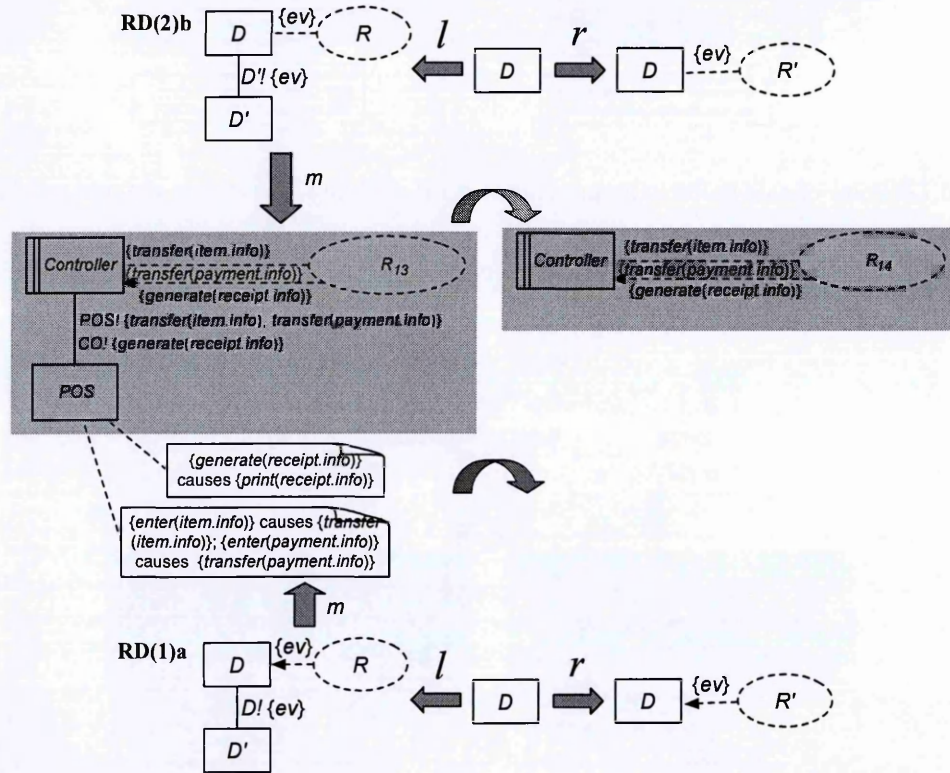 RD(2)b
D
{ev}
R
l
D
r
D
{ev}
R'
D'! {ev}
D'
m
Controller
{transfer(item.info)}
{transfer(payment.info)}
{generate(receipt.info)}
R13
Controller
{transfer(item.info)}
{transfer(payment.info)}
{generate(receipt.info)}
R14
POS! {transfer(item.info), transfer(payment.info)}
CO! {generate(receipt.info)}
POS
{generate(receipt.info)}
causes {print(receipt.info)}
{enter(item.info)} causes {transfer
(item.info)}; {enter(payment.info)}
causes {transfer(payment.info)}
m
RD(1)a
D
{ev}
R
l
D
r
D
{ev}
R'
D! {ev}
D'